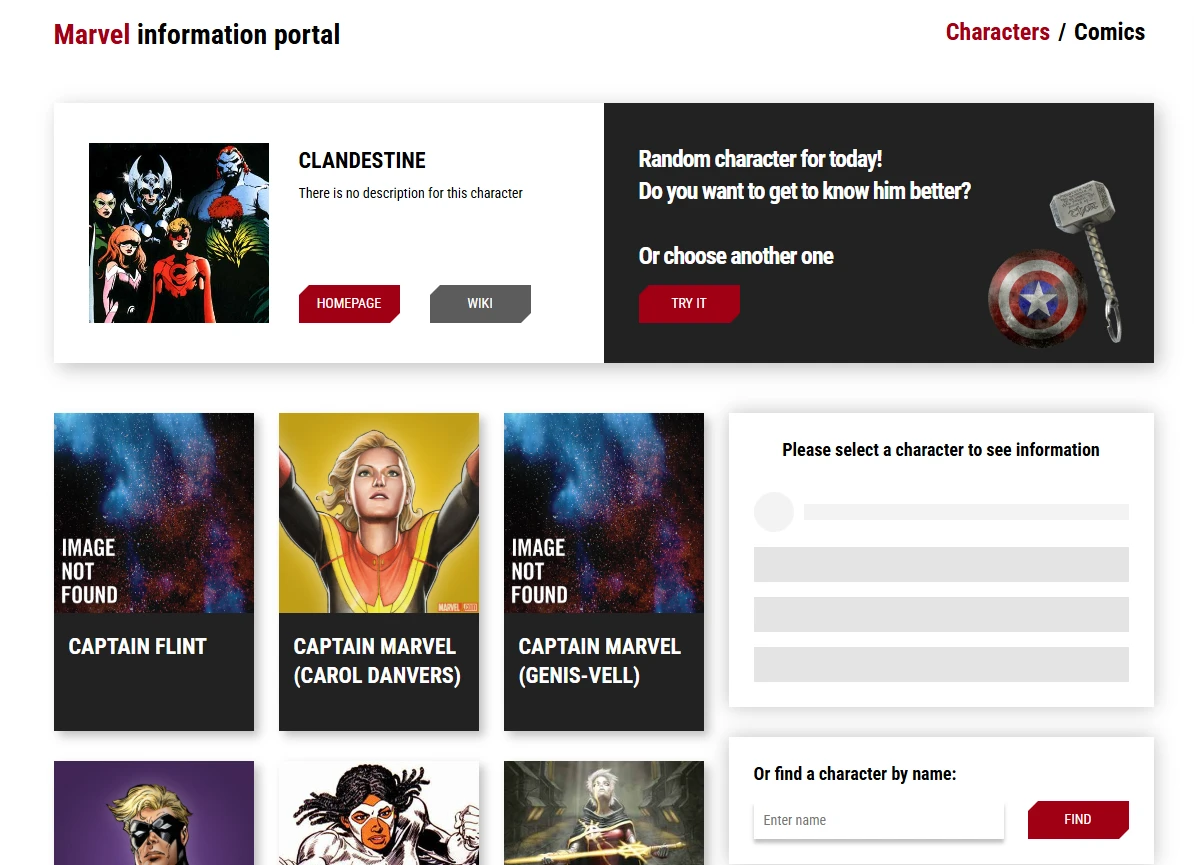 Marvel information portal
Characters / Comics
CLANDESTINE
There is no description for this character
HOMEPAGE
WIKI
Random character for today!
Do you want to get to know him better?
Or choose another one
TRY IT
IMAGE
NOT
FOUND
CAPTAIN FLINT
MARVEL
CAPTAIN MARVEL
(CAROL DANVERS)
IMAGE
NOT
FOUND
CAPTAIN MARVEL
(GENIS-VELL)
Please select a character to see information
Or find a character by name:
Enter name
FIND